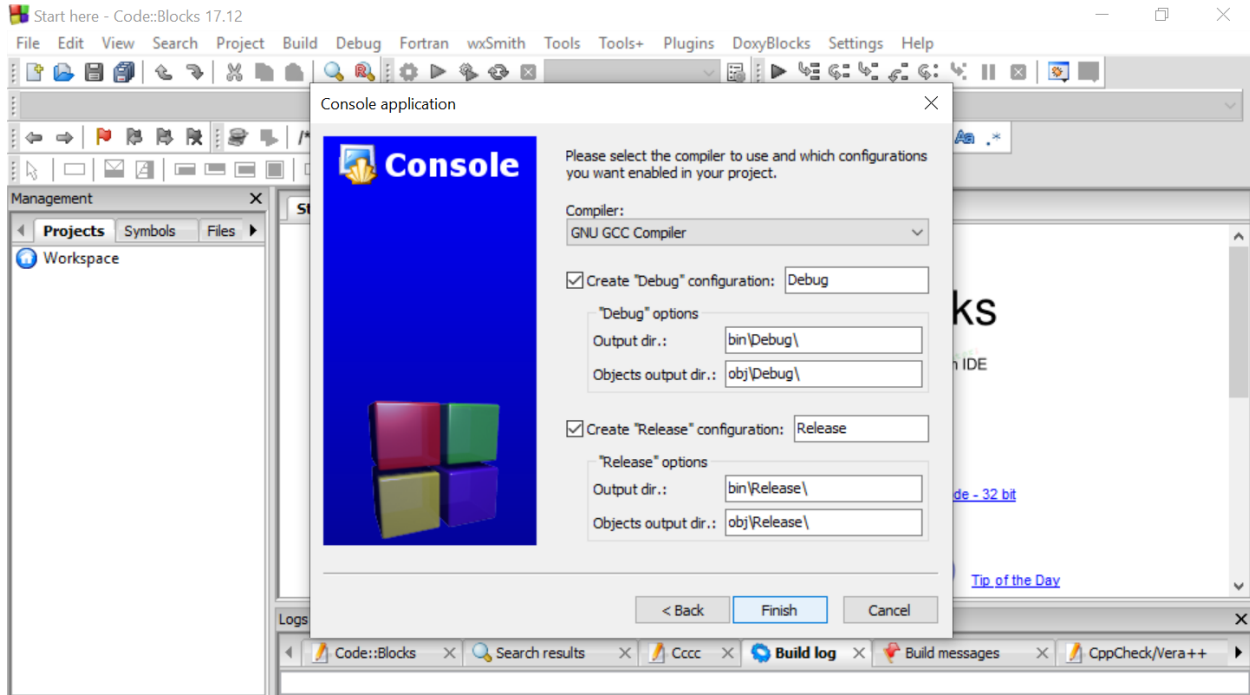 Start here - Code::Blocks 17.12
File Edit View Search Project Build Debug Fortran wxSmith Tools Tools+ Plugins DoxyBlocks Settings Help
Console application
Aa .*
Management
Projects Symbols Files
Workspace
St
Console
Please select the compiler to use and which configurations
you want enabled in your project.
Compiler:
GNU GCC Compiler
Create "Debug" configuration: Debug
"Debug" options
Output dir.: bin\Debug\
Objects output dir.: obj\Debug\
Create "Release" configuration: Release
"Release" options
Output dir.: bin\Release\
Objects output dir.: obj\Release\
< Back Finish Cancel
ks
IDE
de - 32 bit
Tip of the Day
Logs
Code::Blocks Search results Cccc Build log Build messages CppCheck/Vera++